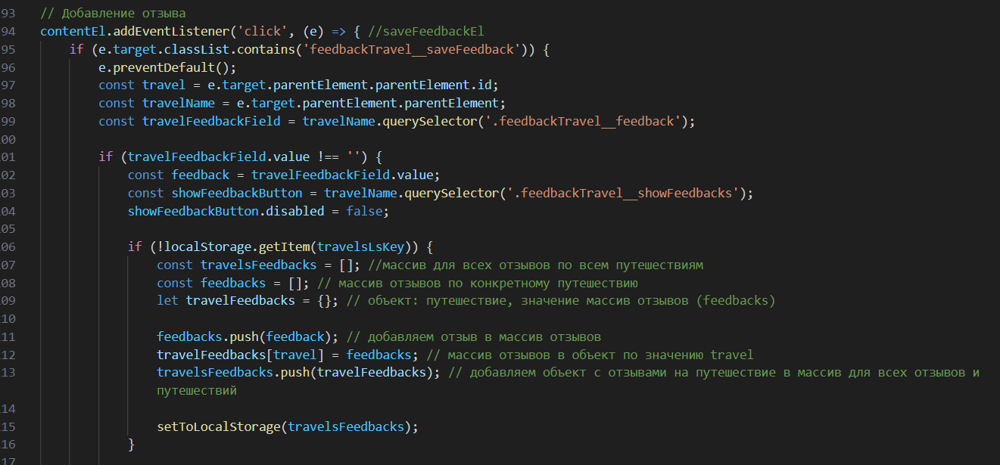 93 // Добавление отзыва
94 contentEl.addEventListener('click', (e) => { //saveFeedbackEl
95 if (e.target.classList.contains('feedbackTravel__saveFeedback')) {
96 e.preventDefault();
97 const travel = e.target.parentElement.parentElement.id;
98 const travelName = e.target.parentElement.parentElement;
99 const travelFeedbackField = travelName.querySelector('.feedbackTravel__feedback');
00
01 if (travelFeedbackField.value !== '') {
02 const feedback = travelFeedbackField.value;
03 const showFeedbackButton = travelName.querySelector('.feedbackTravel__showFeedbacks');
04 showFeedbackButton.disabled = false;
05
06 if (!localStorage.getItem(travelsLsKey)) {
07 const travelsFeedbacks = []; //массив для всех отзывов по всем путешествиям
08 const feedbacks = []; // массив отзывов по конкретному путешествию
09 let travelFeedbacks = {}; // объект: путешествие, значение массив отзывов (feedbacks)
10
11 feedbacks.push(feedback); // добавляем отзыв в массив отзывов
12 travelFeedbacks[travel] = feedbacks; // массив отзывов в объект по значению travel
13 travelsFeedbacks.push(travelFeedbacks); // добавляем объект с отзывами на путешествие в массив для всех отзывов и
путешествий
14
15 setToLocalStorage(travelsFeedbacks);
16 }
17